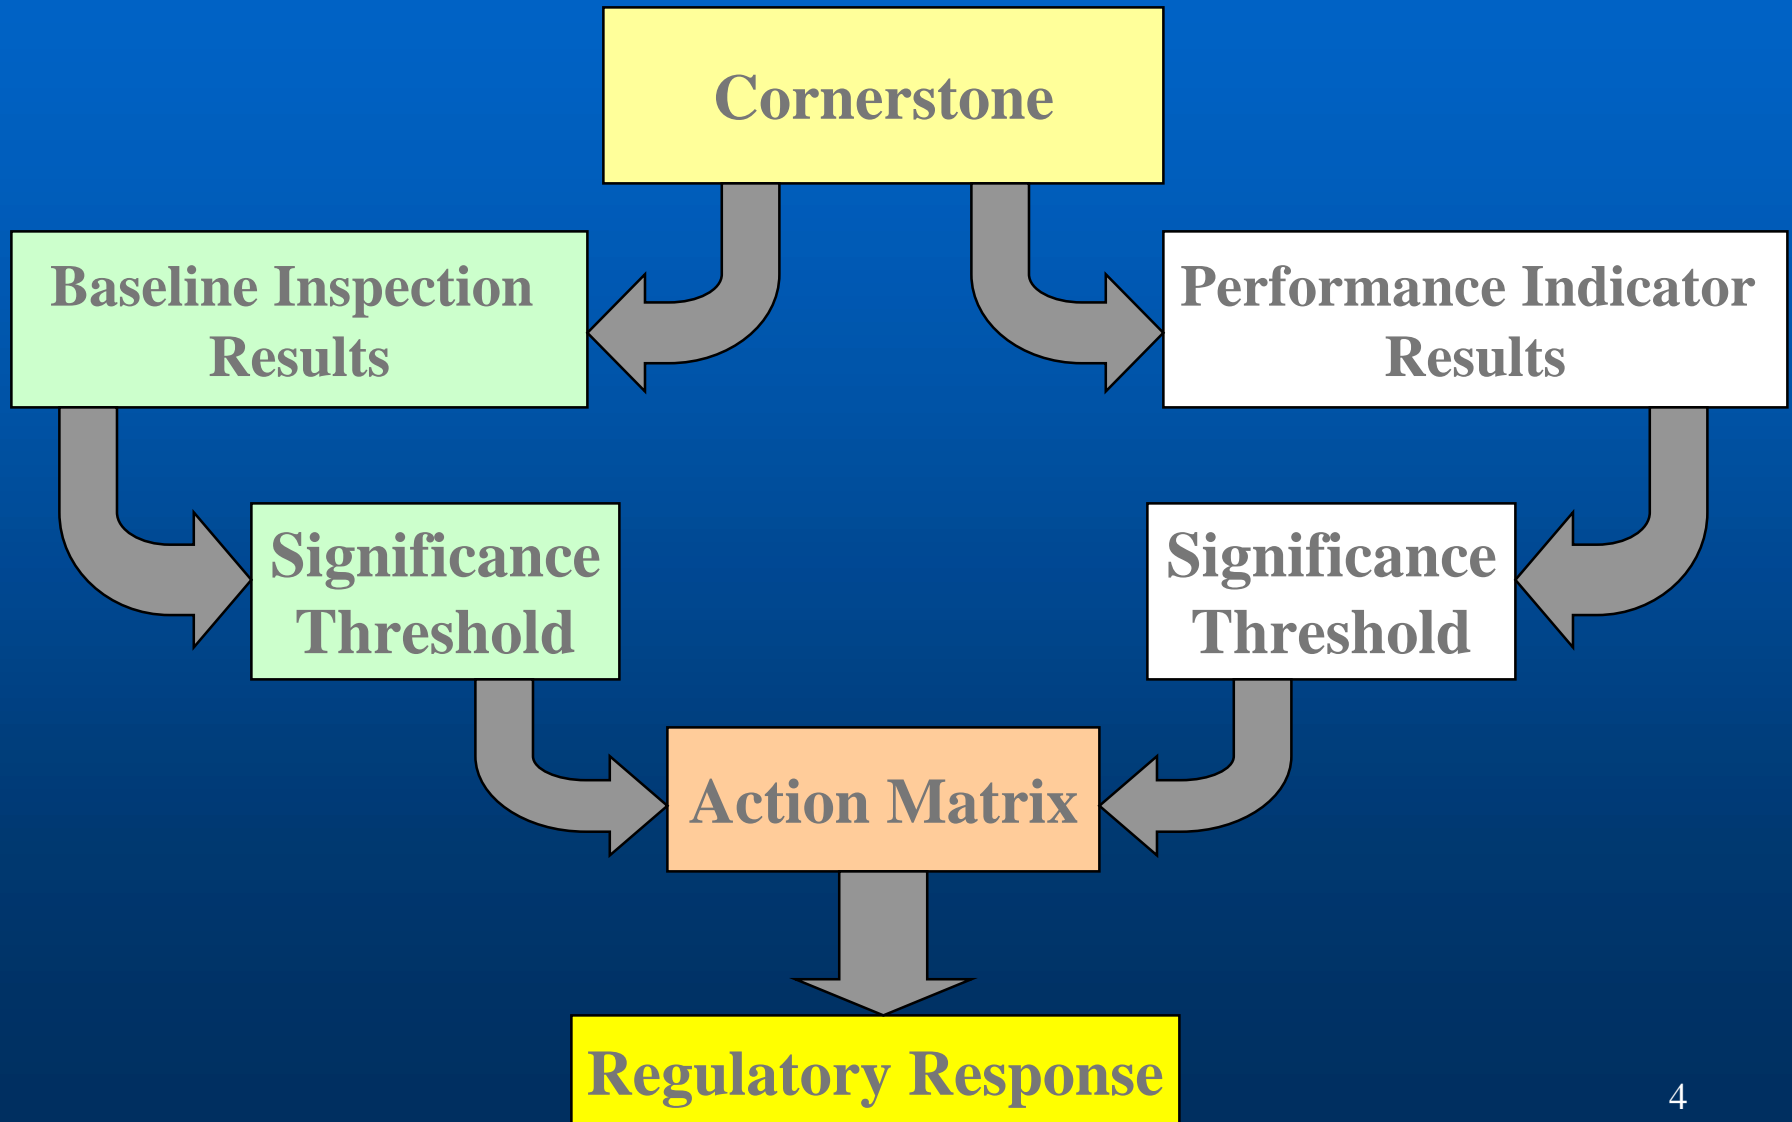 Cornerstone
Baseline Inspection
Results
Performance Indicator
Results
Significance
Threshold
Significance
Threshold
Action Matrix
Regulatory Response
4